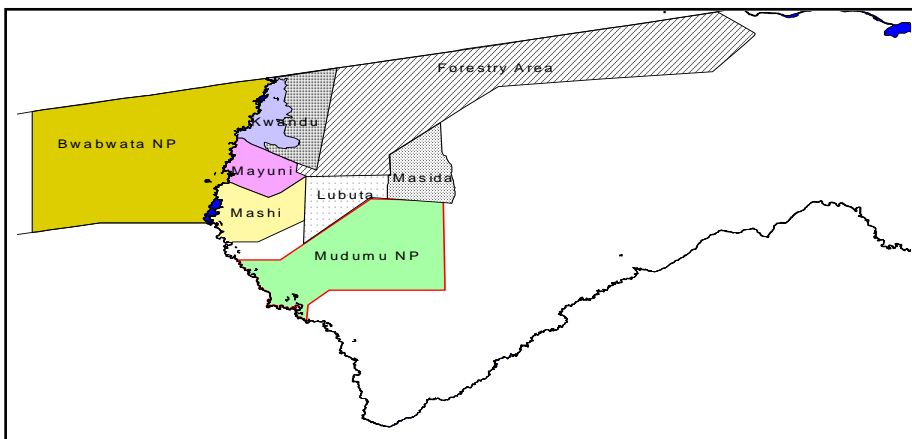 Forestry Area
Kwandu
Bwabwata NP
Mayuni
Masida
Lubuta
Mashi
Mudumu NP